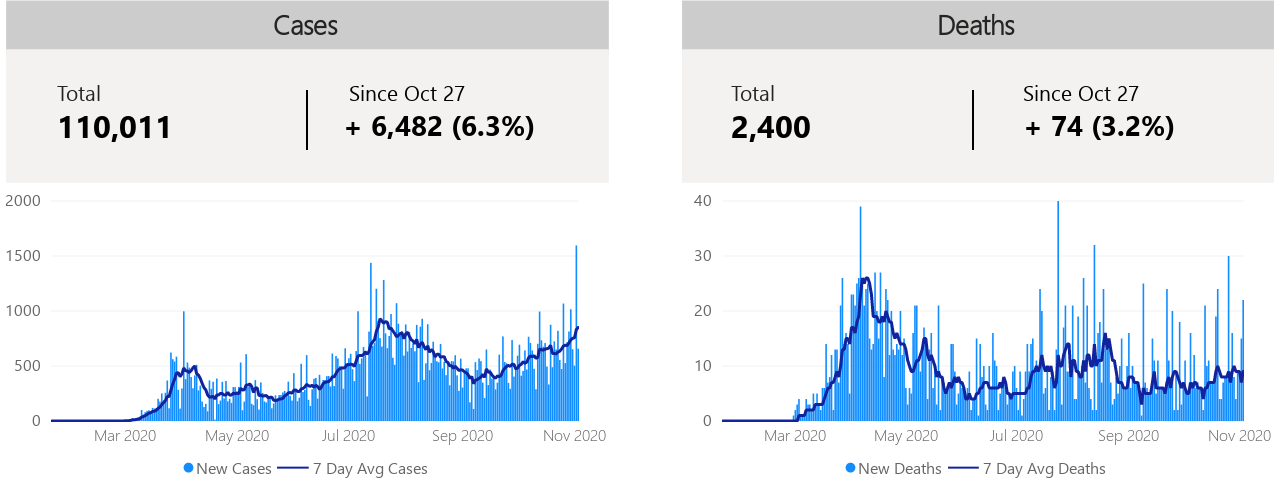 Cases
Total
110,011
Since Oct 27
+ 6,482 (6.3%)
2000
1500
1000
500
0
Mar 2020 May 2020 Jul 2020 Sep 2020 Nov 2020
New Cases 7 Day Avg Cases
Deaths
Total
2,400
Since Oct 27
+ 74 (3.2%)
40
30
20
10
0
Mar 2020 May 2020 Jul 2020 Sep 2020 Nov 2020
New Deaths 7 Day Avg Deaths